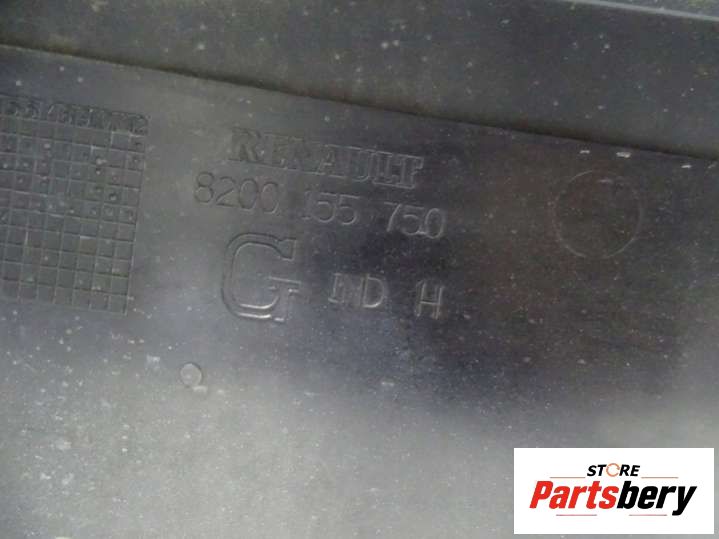 RENAULT
8200 155 750
G IND H
STORE
Partsbery